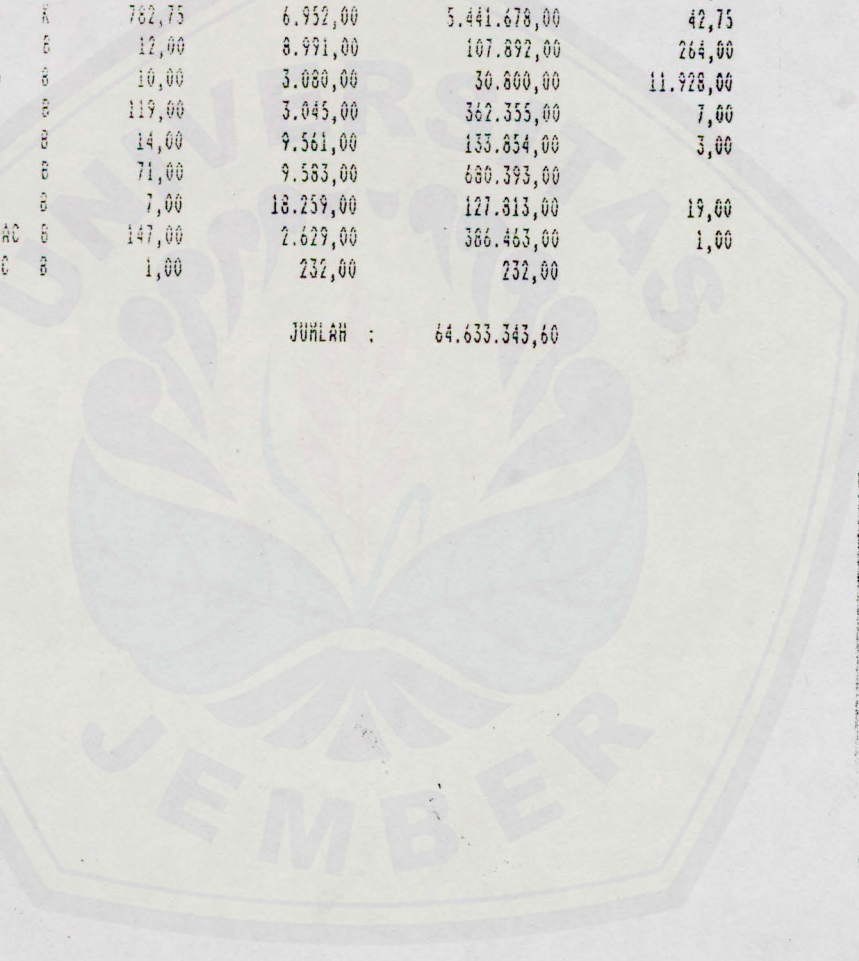 K 782,75 6.952,00 5.441.678,00 42,75
B 12,00 8.991,00 107.892,00 264,00
B 10,00 3.080,00 30.800,00 11.928,00
B 119,00 3.045,00 362.355,00 7,00
B 14,00 9.561,00 133.854,00 3,00
B 71,00 9.583,00 680.393,00
B 7,00 18.259,00 127.813,00 19,00
AC B 147,00 2.629,00 386.463,00 1,00
C B 1,00 232,00 232,00
JUMLAH : 64.633.343,60
UNIVERSITAS
JEMBER